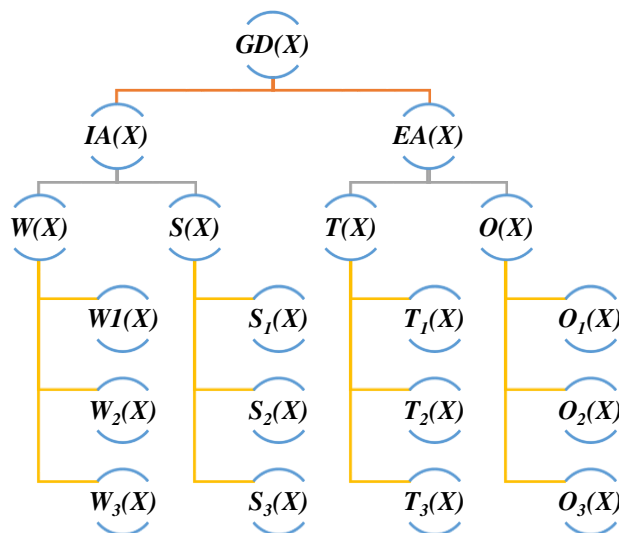 GD(X)
IA(X) EA(X)
W(X) S(X) T(X) O(X)
W1(X) S₁(X) T₁(X) O₁(X)
W₂(X) S₂(X) T₂(X) O₂(X)
W₃(X) S₃(X) T₃(X) O₃(X)